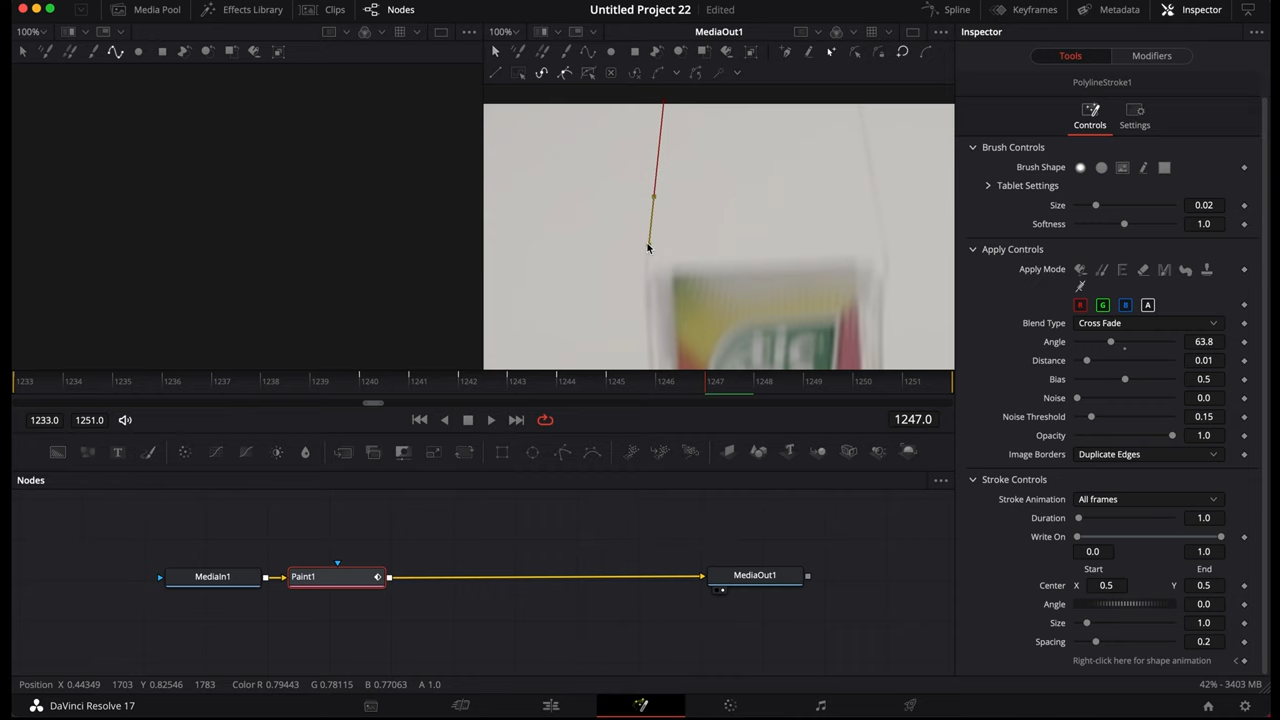 Media Pool Effects Library Clips Nodes Untitled Project 22 Edited Spline Keyframes Metadata Inspector
100% 100% MediaOut1 Inspector
Tools Modifiers
PolylineStroke1
Controls Settings
Brush Controls
Brush Shape
Tablet Settings
Size 0.02
Softness 1.0
Apply Controls
Apply Mode
R G B A
Blend Type Cross Fade
Angle 63.8
Distance 0.01
Bias 0.5
Noise 0.0
Noise Threshold 0.15
Opacity 1.0
Image Borders Duplicate Edges
Stroke Controls
Stroke Animation All frames
Duration 1.0
Write On
0.0 1.0
Start End
Center X 0.5 Y 0.5
Angle 0.0
Size 1.0
Spacing 0.2
Right-click here for shape animation
1233 1234 1235 1236 1237 1238 1239 1240 1241 1242 1243 1244 1245 1246 1247 1248 1249 1250 1251
1233.0 1251.0 1247.0
T T
Nodes
MediaIn1 Paint1 MediaOut1
Position X 0.44349 1703 Y 0.82546 1783 Color R 0.79443 G 0.78115 B 0.77063 A 1.0 42% - 3403 MB
DaVinci Resolve 17